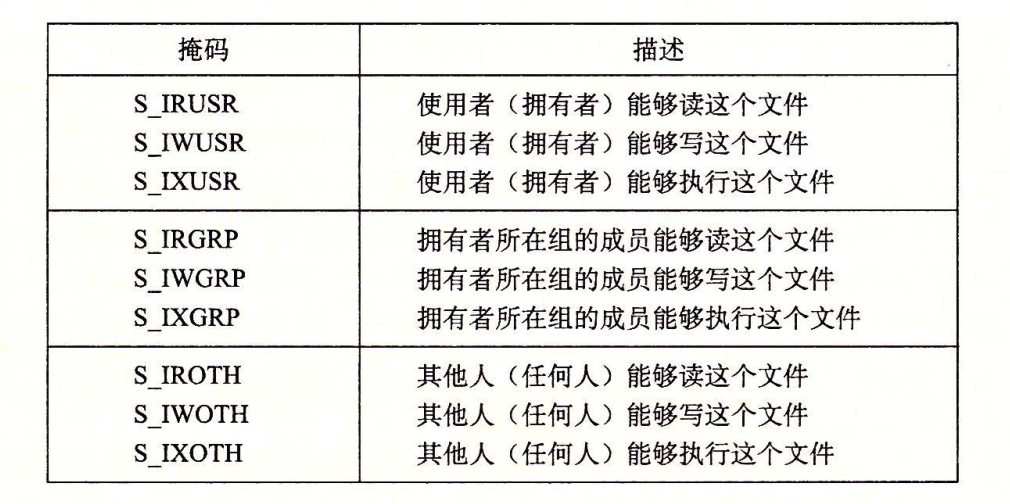 掩码 描述
S_IRUSR 使用者（拥有者）能够读这个文件
S_IWUSR 使用者（拥有者）能够写这个文件
S_IXUSR 使用者（拥有者）能够执行这个文件
S_IRGRP 拥有者所在组的成员能够读这个文件
S_IWGRP 拥有者所在组的成员能够写这个文件
S_IXGRP 拥有者所在组的成员能够执行这个文件
S_IROTH 其他人（任何人）能够读这个文件
S_IWOTH 其他人（任何人）能够写这个文件
S_IXOTH 其他人（任何人）能够执行这个文件